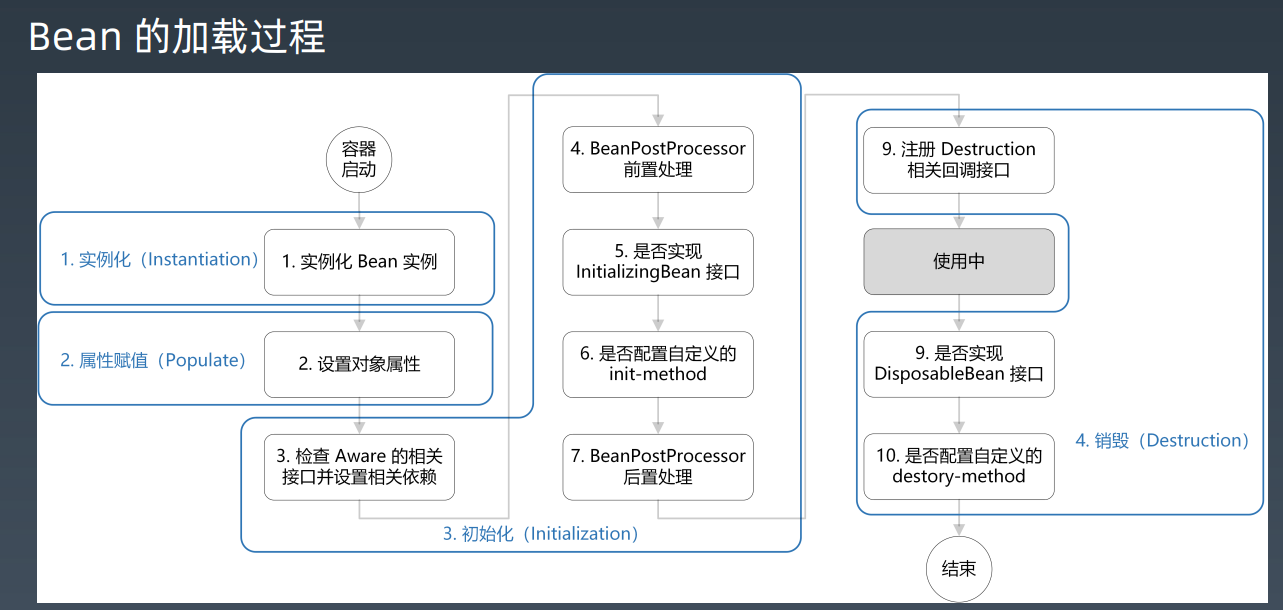 Bean 的加载过程
容器
启动
1. 实例化（Instantiation）
1. 实例化 Bean 实例
2. 属性赋值（Populate）
2. 设置对象属性
3. 检查 Aware 的相关
接口并设置相关依赖
3. 初始化（Initialization）
4. BeanPostProcessor
前置处理
5. 是否实现
InitializingBean 接口
6. 是否配置自定义的
init-method
7. BeanPostProcessor
后置处理
9. 注册 Destruction
相关回调接口
使用中
9. 是否实现
DisposableBean 接口
10. 是否配置自定义的
destory-method
4. 销毁（Destruction）
结束